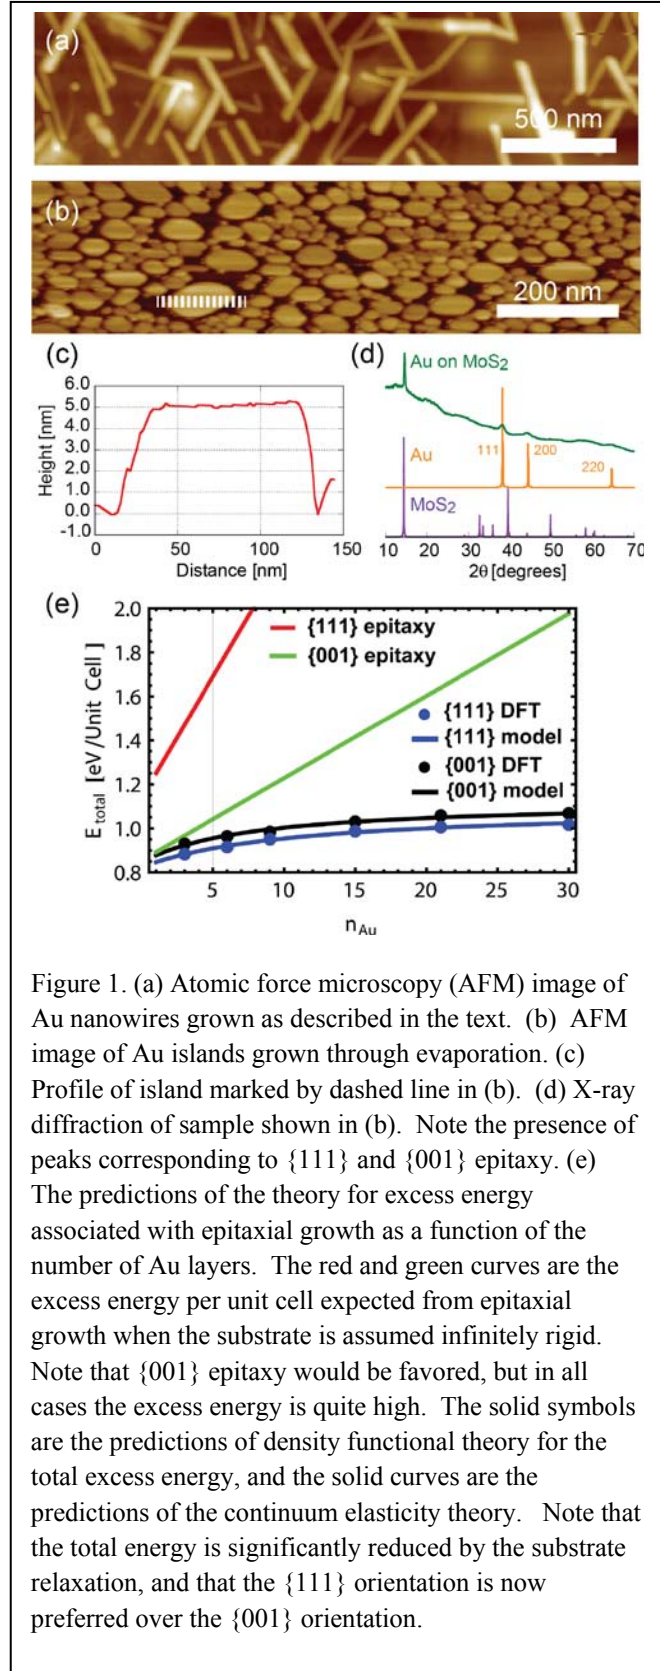 (a)
500 nm
(b)
200 nm
(c)
(d)
6.0
5.0
4.0
3.0
2.0
1.0
0.0
-1.0
Height [nm]
0
50
100
150
Distance [nm]
Au on MoS2
111
200
Au
220
MoS2
10 20 30 40 50 60 70
2θ [degrees]
(e)
2.0
1.8
1.6
1.4
1.2
1.0
0.8
E total [eV/Unit Cell]
{111} epitaxy
{001} epitaxy
{111} DFT
{111} model
{001} DFT
{001} model
5 10 15 20 25 30
nAu
Figure 1. (a) Atomic force microscopy (AFM) image of
Au nanowires grown as described in the text. (b) AFM
image of Au islands grown through evaporation. (c)
Profile of island marked by dashed line in (b). (d) X-ray
diffraction of sample shown in (b). Note the presence of
peaks corresponding to {111} and {001} epitaxy. (e)
The predictions of the theory for excess energy
associated with epitaxial growth as a function of the
number of Au layers. The red and green curves are the
excess energy per unit cell expected from epitaxial
growth when the substrate is assumed infinitely rigid.
Note that {001} epitaxy would be favored, but in all
cases the excess energy is quite high. The solid symbols
are the predictions of density functional theory for the
total excess energy, and the solid curves are the
predictions of the continuum elasticity theory. Note that
the total energy is significantly reduced by the substrate
relaxation, and that the {111} orientation is now
preferred over the {001} orientation.